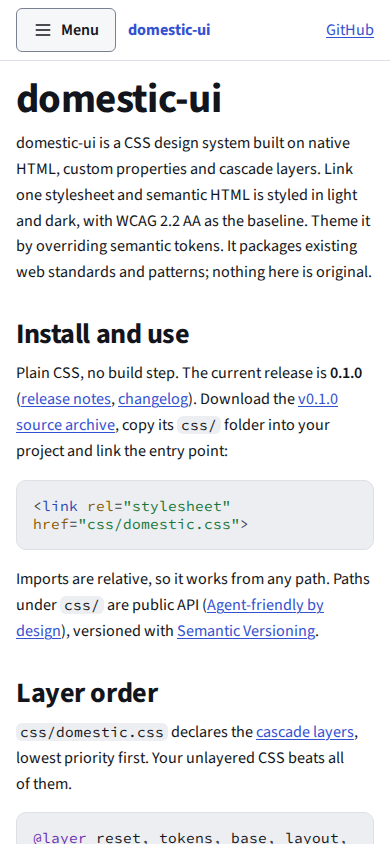 Menu
domestic-ui
GitHub
domestic-ui
domestic-ui is a CSS design system built on native
HTML, custom properties and cascade layers. Link
one stylesheet and semantic HTML is styled in light
and dark, with WCAG 2.2 AA as the baseline. Theme it
by overriding semantic tokens. It packages existing
web standards and patterns; nothing here is original.
Install and use
Plain CSS, no build step. The current release is 0.1.0
(release notes, changelog). Download the v0.1.0
source archive, copy its css/ folder into your
project and link the entry point:
<link rel="stylesheet"
href="css/domestic.css">
Imports are relative, so it works from any path. Paths
under css/ are public API (Agent-friendly by
design), versioned with Semantic Versioning.
Layer order
css/domestic.css declares the cascade layers,
lowest priority first. Your unlayered CSS beats all
of them.
@layer reset, tokens, base, layout,